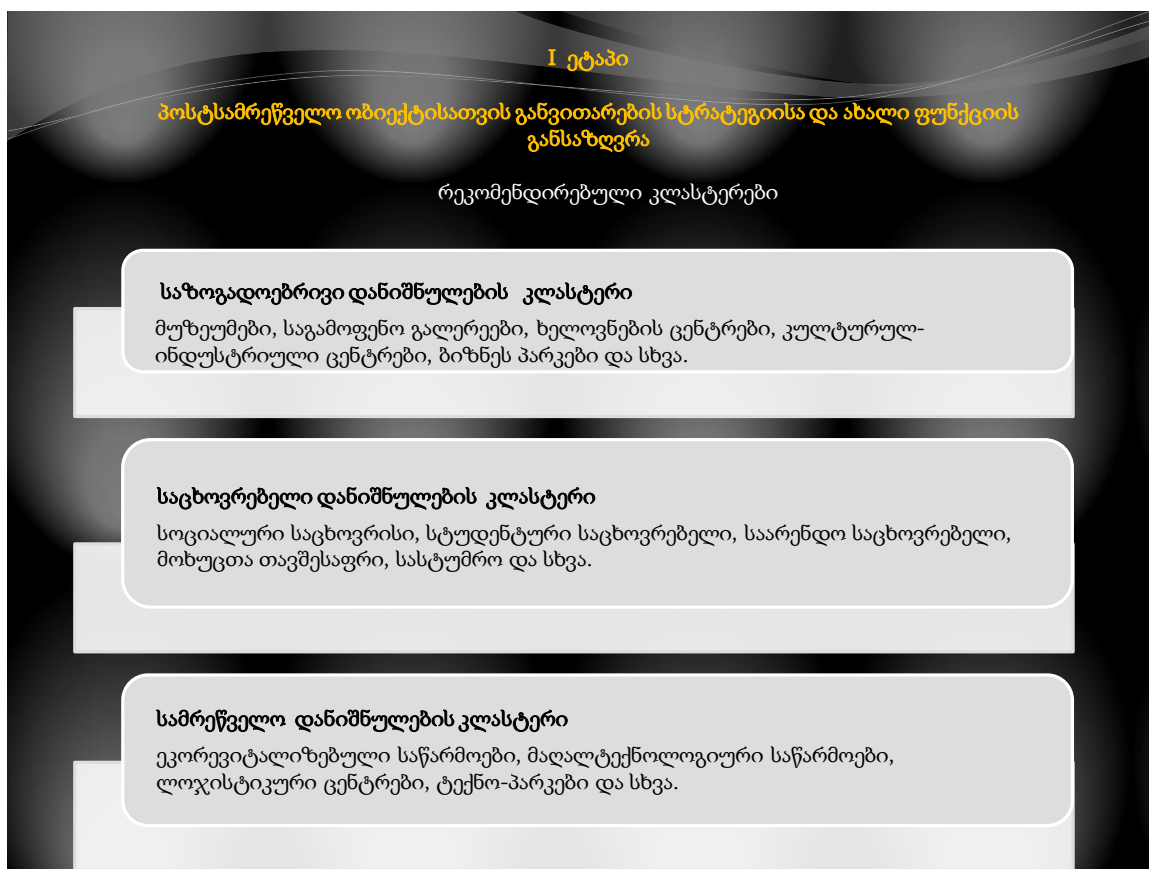 I ეტაპი
პოსტსამრეწველო ობიექტისათვის განვითარების სტრატეგიისა და ახალი ფუნქციის
განსაზღვრა
რეკომენდირებული კლასტერები
საზოგადოებრივი დანიშნულების კლასტერი
მუზეუმები, საგამოფენო გალერეები, ხელოვნების ცენტრები, კულტურულ-
ინდუსტრიული ცენტრები, ბიზნეს პარკები და სხვა.
საცხოვრებელი დანიშნულების კლასტერი
სოციალური საცხოვრისი, სტუდენტური საცხოვრებელი, საარენდო საცხოვრებელი,
მოხუცთა თავშესაფრი, სასტუმრო და სხვა.
სამრეწველო დანიშნულების კლასტერი
ეკორევიტალიზებული საწარმოები, მაღალტექნოლოგიური საწარმოები,
ლოჯისტიკური ცენტრები, ტექნო-პარკები და სხვა.